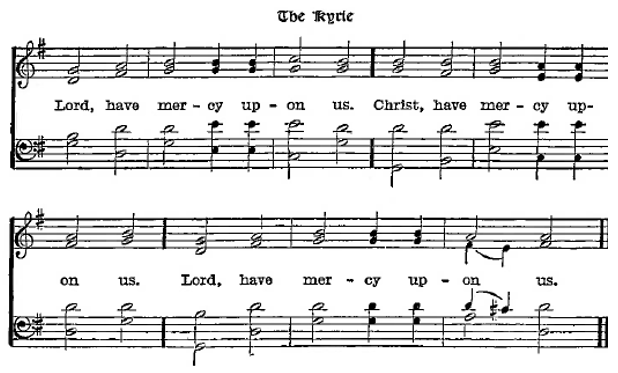 The Kyrie
Lord, have mer - cy up - on us. Christ, have mer - cy up-
on us. Lord, have mer - cy up - on us.